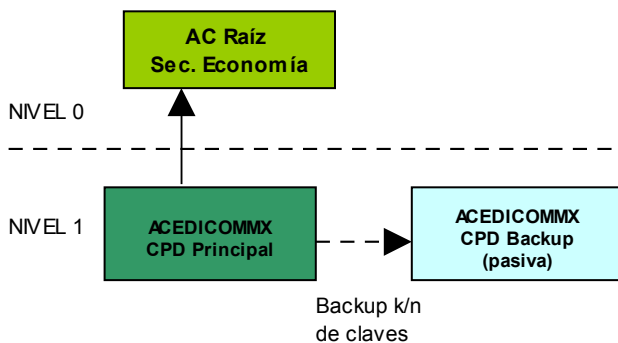 AC Raíz
Sec. Economía
NIVEL 0
NIVEL 1
ACEDICOMMX
CPD Principal
ACEDICOMMX
CPD Backup
(pasiva)
Backup k/n
de claves